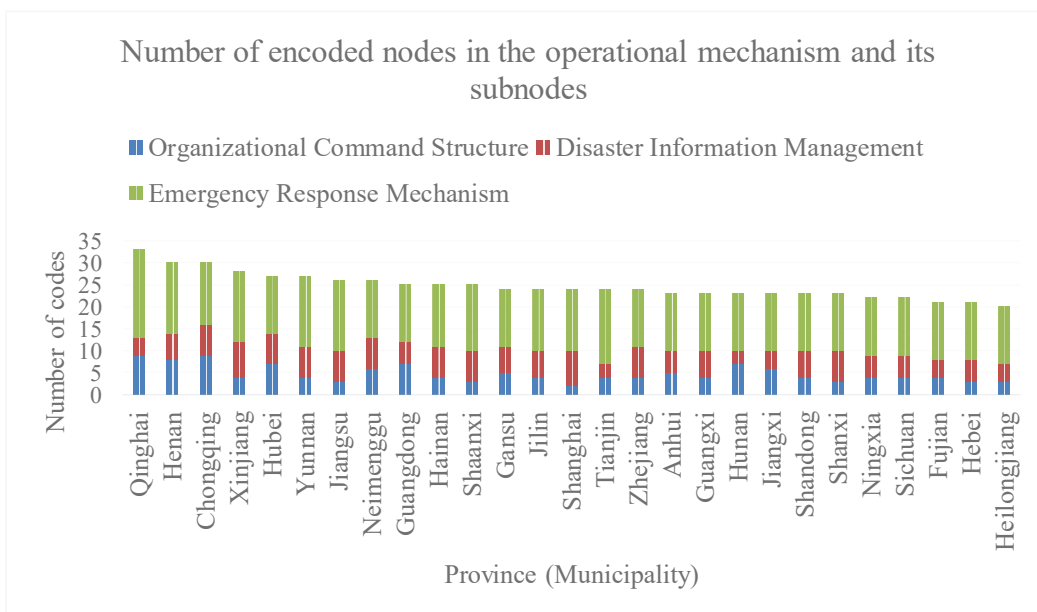 Number of encoded nodes in the operational mechanism and its
subnodes
Organizational Command Structure
Disaster Information Management
Emergency Response Mechanism
Number of codes
35
30
25
20
15
10
5
0
Qinghai
Henan
Chongqing
Xinjiang
Hubei
Yunnan
Jiangsu
Neimenggu
Guangdong
Hainan
Shaanxi
Gansu
Jilin
Shanghai
Tianjin
Zhejiang
Anhui
Guangxi
Hunan
Jiangxi
Shandong
Shanxi
Ningxia
Sichuan
Fujian
Hebei
Heilongjiang
Province (Municipality)